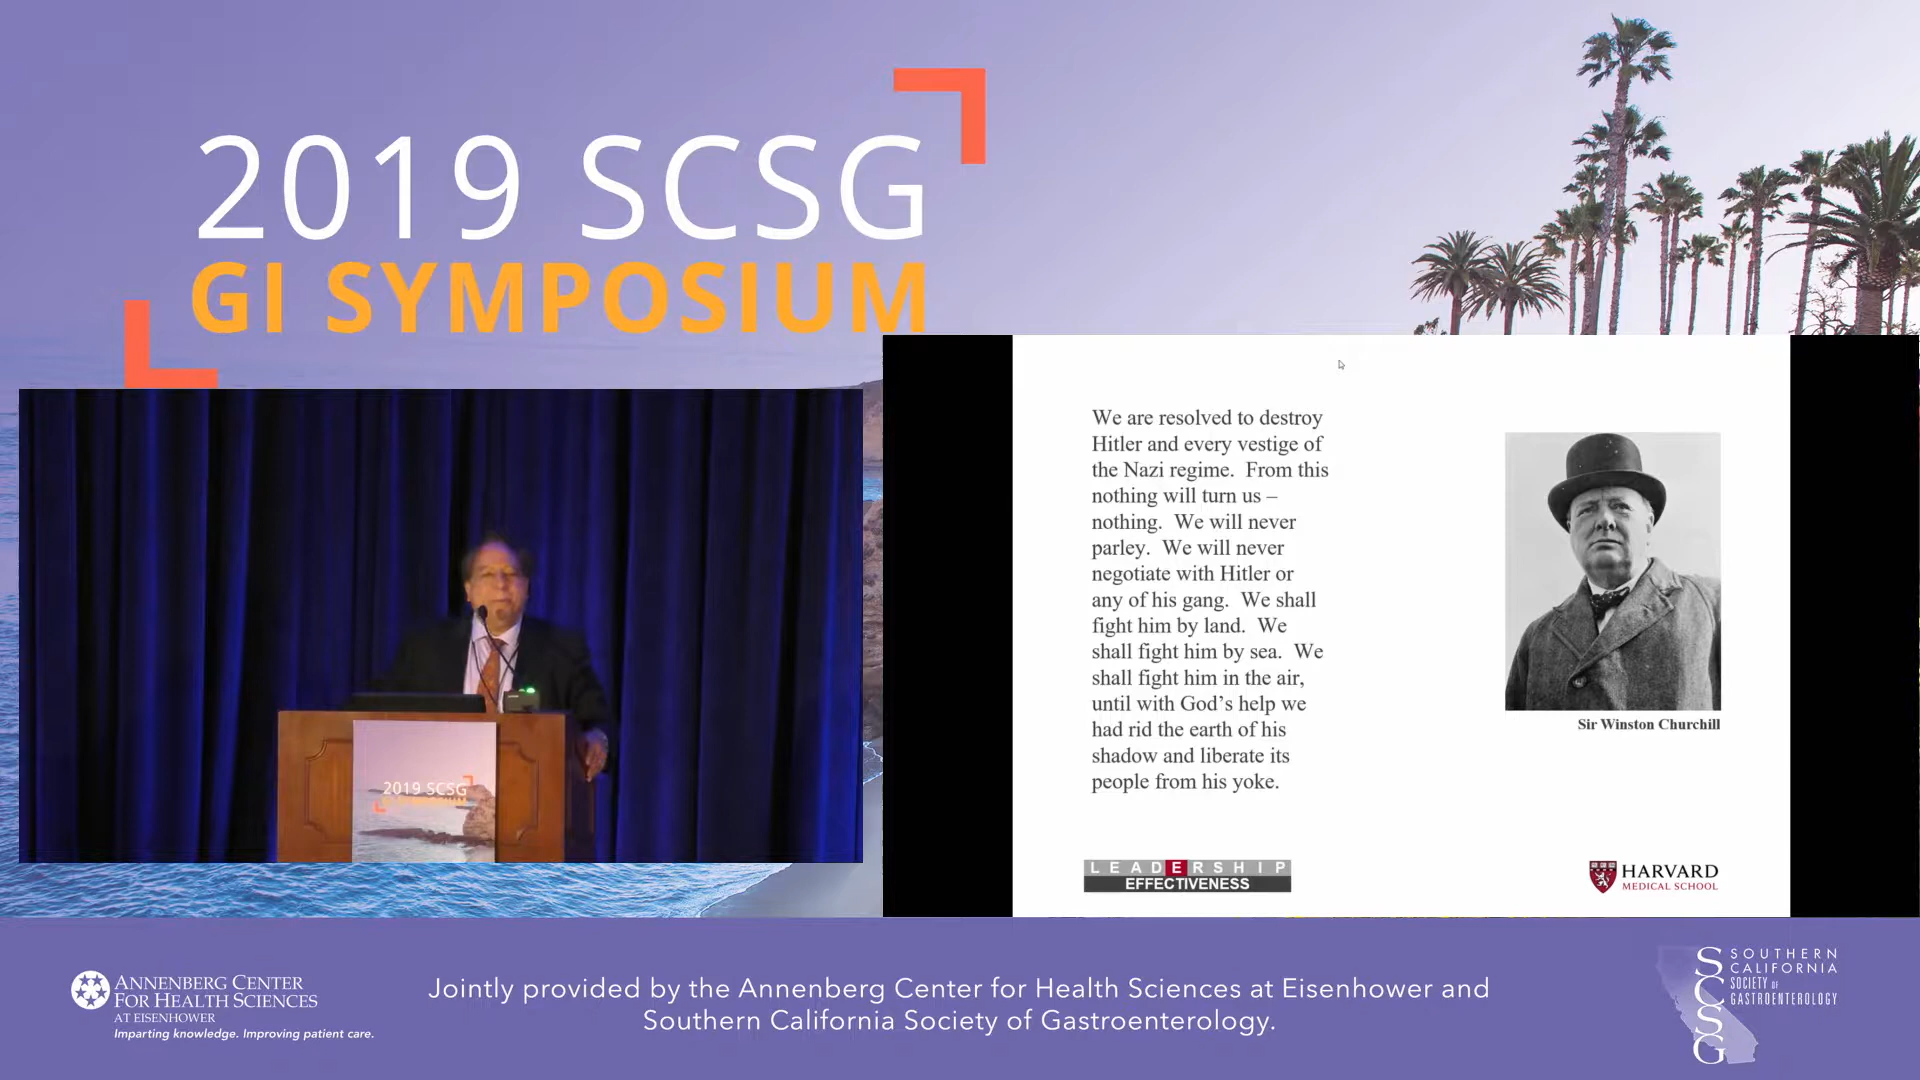 2019 SCSG
GI SYMPOSIUM
We are resolved to destroy
Hitler and every vestige of
the Nazi regime.  From this
nothing will turn us –
nothing.  We will never
parley.  We will never
negotiate with Hitler or
any of his gang.  We shall
fight him by land.  We
shall fight him by sea.  We
shall fight him in the air,
until with God’s help we
had rid the earth of his
shadow and liberate its
people from his yoke.
Sir Winston Churchill
LEADERSHIP
EFFECTIVENESS
HARVARD
MEDICAL SCHOOL
2019 SCSG
GI SYMPOSIUM
ANNENBERG CENTER
FOR HEALTH SCIENCES
AT EISENHOWER
Imparting knowledge. Improving patient care.
Jointly provided by the Annenberg Center for Health Sciences at Eisenhower and
Southern California Society of Gastroenterology.
SCSG
SOUTHERN
CALIFORNIA
SOCIETY OF
GASTROENTEROLOGY